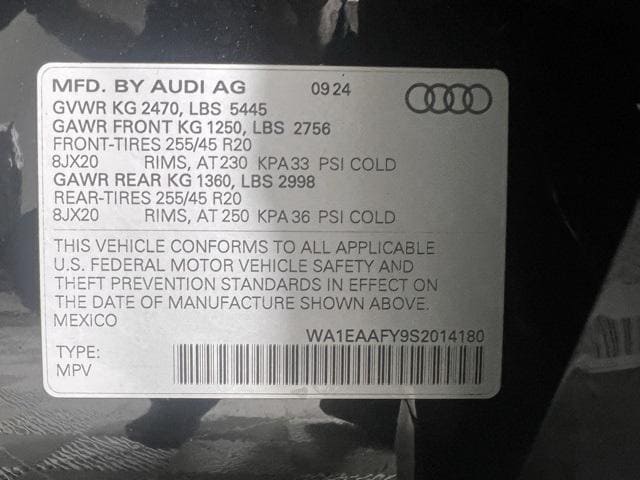 MFD. BY AUDI AG 09 24
GVWR KG 2470, LBS 5445
GAWR FRONT KG 1250, LBS 2756
FRONT-TIRES 255/45 R20
8JX20 RIMS, AT 230 KPA 33 PSI COLD
GAWR REAR KG 1360, LBS 2998
REAR-TIRES 255/45 R20
8JX20 RIMS, AT 250 KPA 36 PSI COLD
THIS VEHICLE CONFORMS TO ALL APPLICABLE
U.S. FEDERAL MOTOR VEHICLE SAFETY AND
THEFT PREVENTION STANDARDS IN EFFECT ON
THE DATE OF MANUFACTURE SHOWN ABOVE.
MEXICO
WA1EAAFY9S2014180
TYPE:
MPV